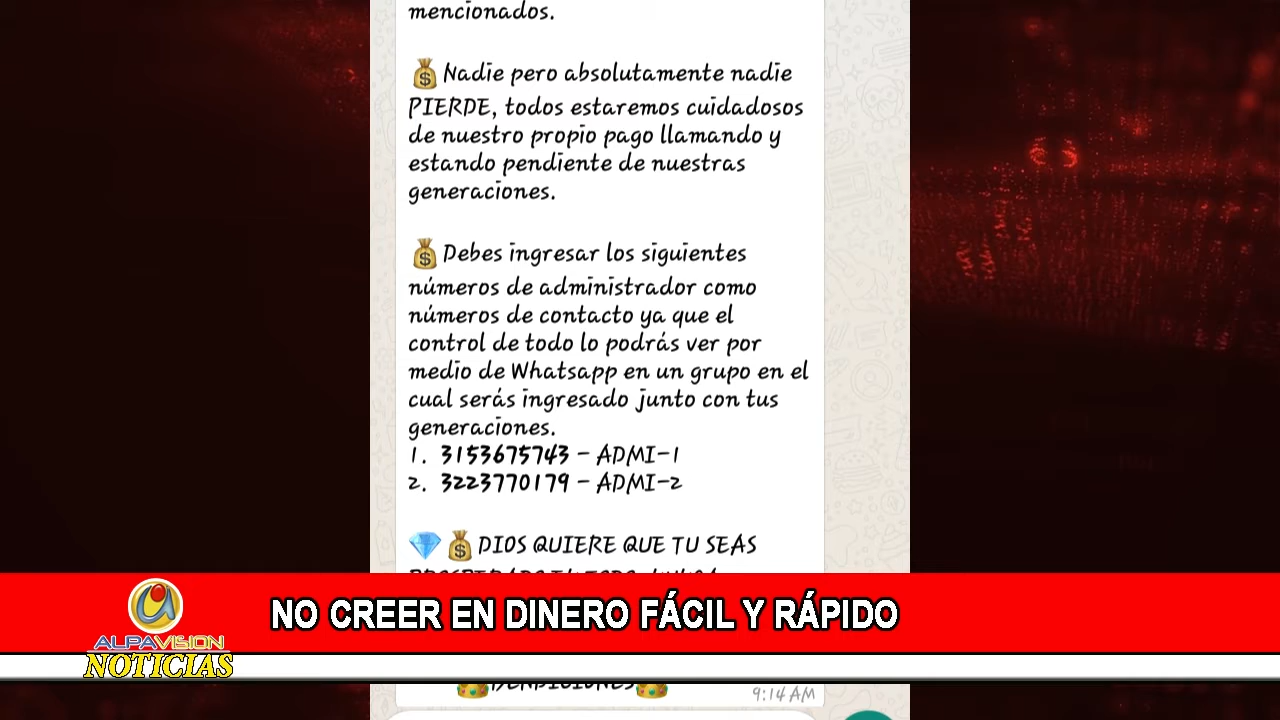 mencionados.
Nadie pero absolutamente nadie
PIERDE, todos estaremos cuidadosos
de nuestro propio pago llamando y
estando pendiente de nuestras
generaciones.
Debes ingresar los siguientes
números de administrador como
números de contacto ya que el
control de todo lo podrás ver por
medio de Whatsapp en un grupo en el
cual serás ingresado junto con tus
generaciones.
1. 3153675743 - ADMI-1
2. 3223770179 - ADMI-2
DIOS QUIERE QUE TU SEAS
NO CREER EN DINERO FÁCIL Y RÁPIDO
ALPAVISION
NOTICIAS
9:14 AM